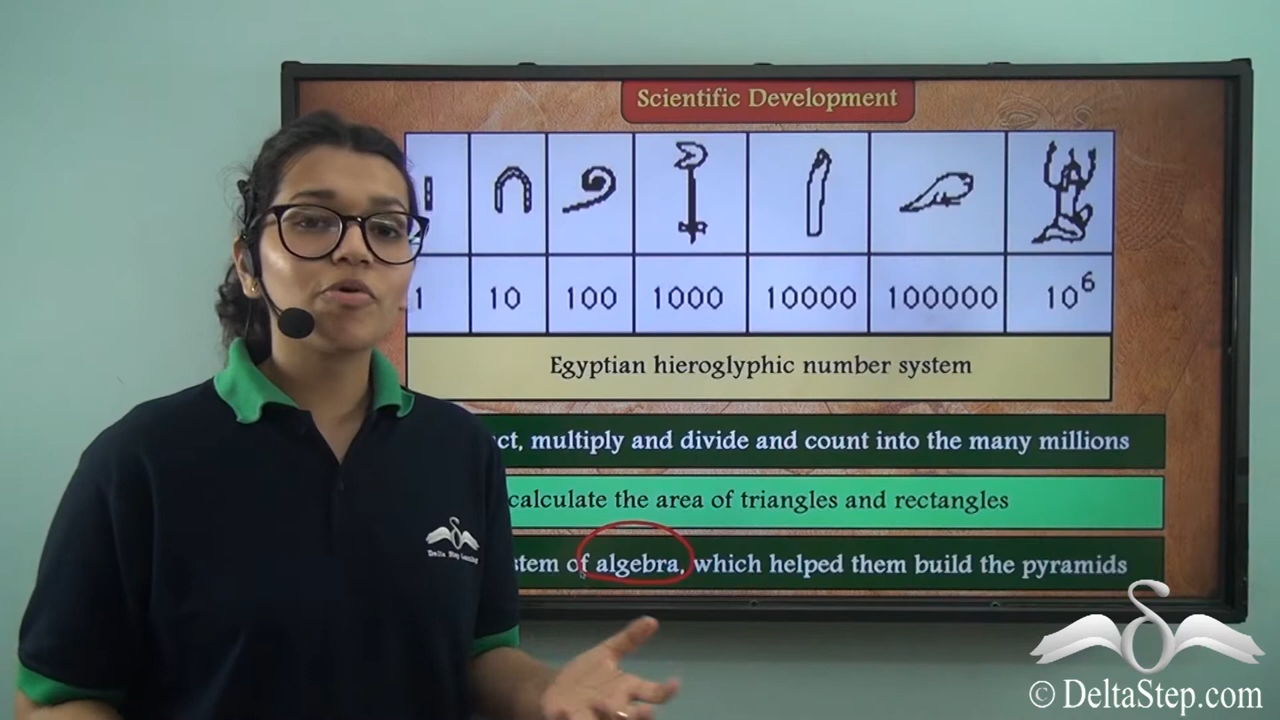 Scientific Development
1 10 100 1000 10000 100000 10⁶
Egyptian hieroglyphic number system
multiply and divide and count into the many millions
calculate the area of triangles and rectangles
of algebra, which helped them build the pyramids
Delta Step
© DeltaStep.com